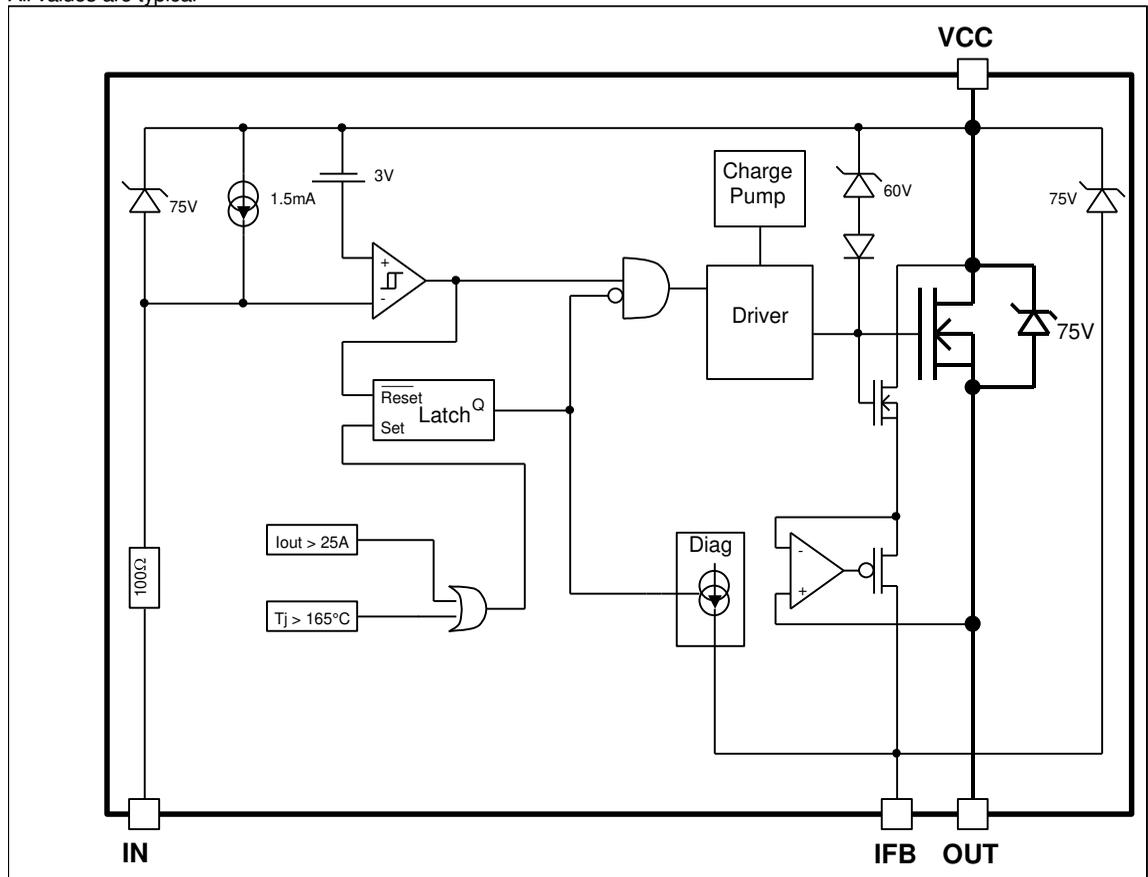 All values are typical
VCC
3V
1.5mA
75V
Charge
Pump
60V
75V
+
-
Driver
75V
Reset
Latch
Q
Set
Iout > 25A
Tj > 165°C
100Ω
Diag
-
+
IN
IFB
OUT